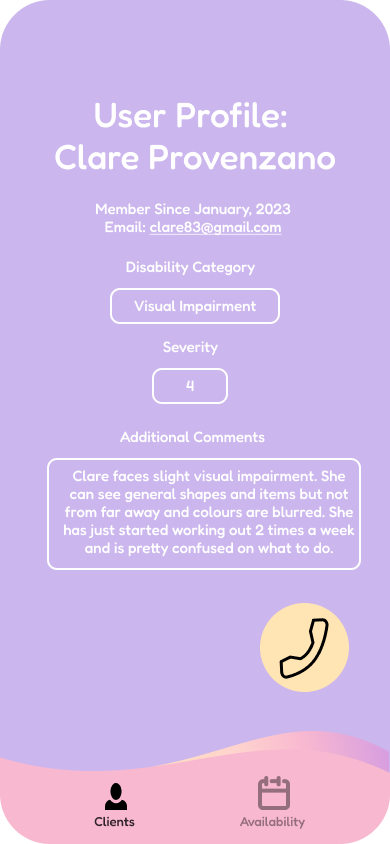 User Profile:
Clare Provenzano
Member Since January, 2023
Email: clare83@gmail.com
Disability Category
Visual Impairment
Severity
4
Additional Comments
Clare faces slight visual impairment. She
can see general shapes and items but not
from far away and colours are blurred. She
has just started working out 2 times a week
and is pretty confused on what to do.
Clients
Availability